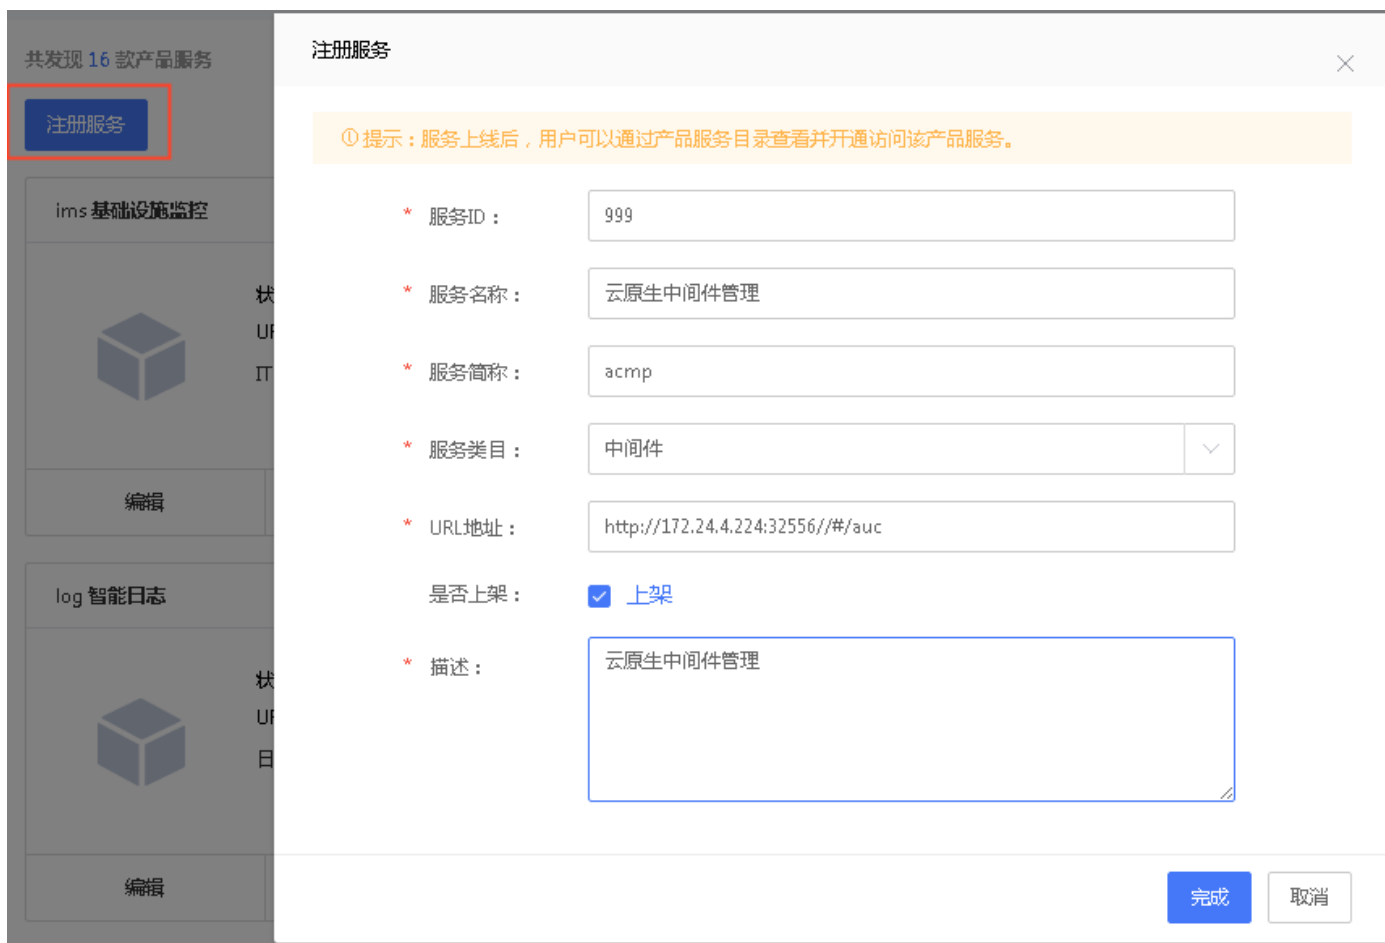 共发现 16 款产品服务
注册服务
ims 基础设施监控
状
UF
IT
编辑
log 智能日志
状
UF
日
编辑
注册服务
提示：服务上线后，用户可以通过产品服务目录查看并开通访问该产品服务。
* 服务ID： 999
* 服务名称： 云原生中间件管理
* 服务简称： acmp
* 服务类目： 中间件
* URL地址： http://172.24.4.224:32556//#/auc
是否上架： 上架
* 描述： 云原生中间件管理
完成 取消